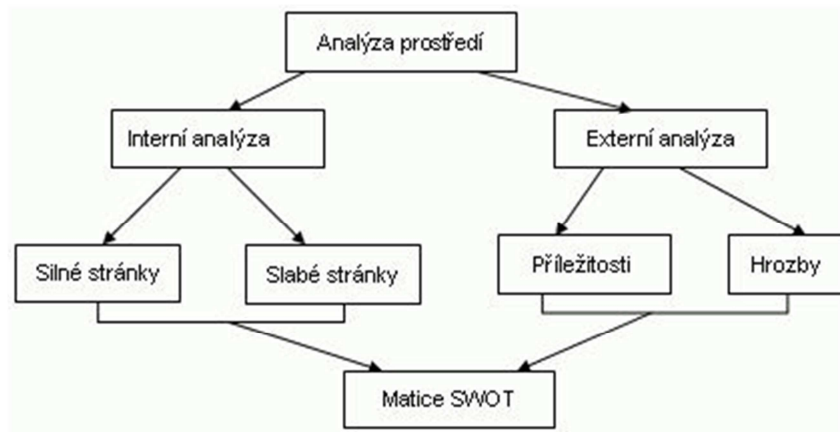 Analýza prostředí
Interní analýza
Externí analýza
Silné stránky
Slabé stránky
Příležitosti
Hrozby
Matice SWOT